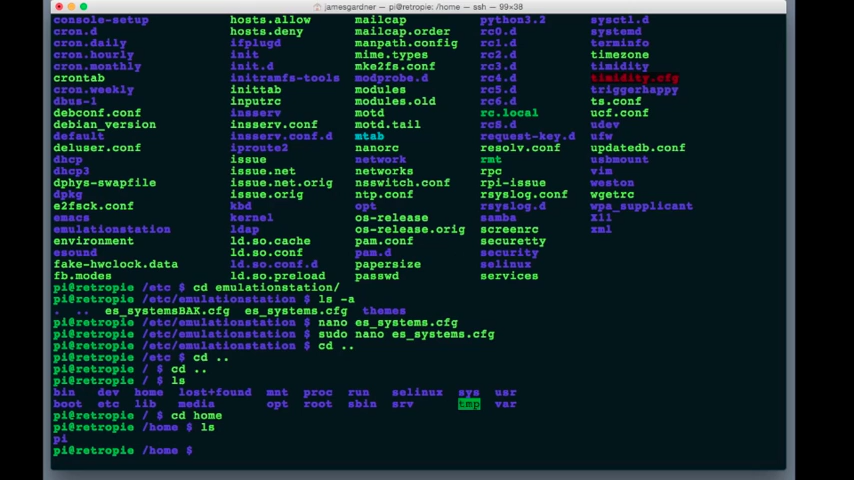 jamesgardner — pi@retropie: /home — ssh — 99×38
console-setup hosts.allow mailcap python3.2 sysctl.d
cron.d hosts.deny mailcap.order rc0.d systemd
cron.daily ifplugd manpath.config rc1.d terminfo
cron.hourly init mime.types rc2.d timezone
cron.monthly init.d mke2fs.conf rc3.d timidity
crontab initramfs-tools modprobe.d rc4.d timidity.cfg
cron.weekly inittab modules rc5.d triggerhappy
dbus-1 inputrc modules.old rc6.d ts.conf
debconf.conf insserv motd rc.local ucf.conf
debian_version insserv.conf motd.tail rcS.d udev
default insserv.conf.d mtab request-key.d ufw
deluser.conf iproute2 nanorc resolv.conf updatedb.conf
dhcp issue network rmt usbmount
dhcp3 issue.net networks rpc vim
dphys-swapfile issue.net.orig nsswitch.conf rpi-issue weston
dpkg issue.orig ntp.conf rsyslog.conf wgetrc
e2fsck.conf kbd opt rsyslog.d wpa_supplicant
emacs kernel os-release samba X11
emulationstation ldap os-release.orig screenrc xml
environment ld.so.cache pam.conf securetty
esound ld.so.conf pam.d security
fake-hwclock.data ld.so.conf.d papersize selinux
fb.modes ld.so.preload passwd services
pi@retropie /etc $ cd emulationstation/
pi@retropie /etc/emulationstation $ ls -a
. .. es_systemsBAK.cfg es_systems.cfg themes
pi@retropie /etc/emulationstation $ nano es_systems.cfg
pi@retropie /etc/emulationstation $ sudo nano es_systems.cfg
pi@retropie /etc/emulationstation $ cd ..
pi@retropie /etc $ cd ..
pi@retropie / $ cd ..
pi@retropie / $ ls
bin dev home lost+found mnt proc run selinux sys usr
boot etc lib media opt root sbin srv tmp var
pi@retropie / $ cd home
pi@retropie /home $ ls
pi
pi@retropie /home $